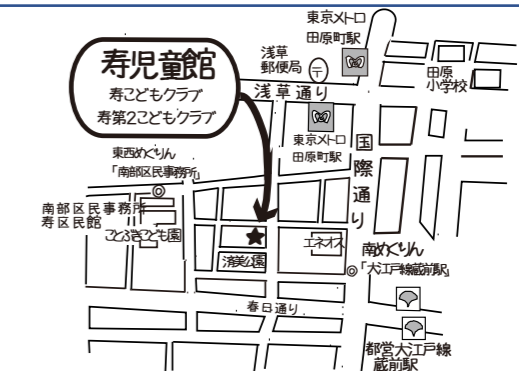 東京メトロ
田原町駅
浅草
郵便局
〒
田原
小学校
寿児童館
寿こどもクラブ
寿第2こどもクラブ
浅草通り
東京メトロ
田原町駅
国際通り
東西めぐりん
「南部区民事務所」
南部区民事務所
寿区民館
ことぶきこども園
済美公園
エネオス
南めぐりん
「大江戸線蔵前駅」
春日通り
都営大江戸線
蔵前駅